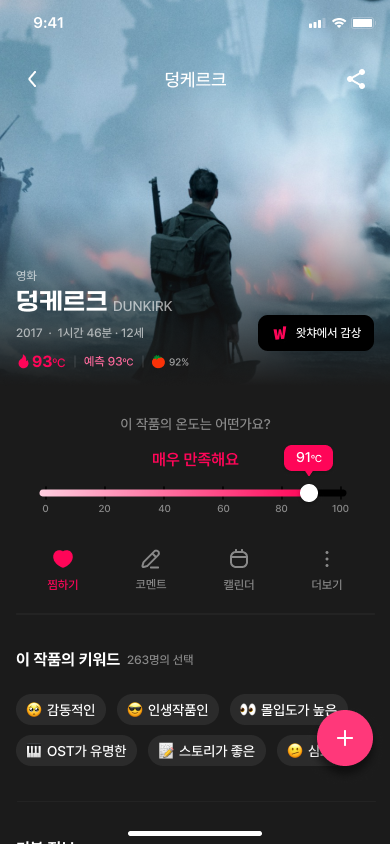 9:41
덩케르크
영화
덩케르크 DUNKIRK
2017 · 1시간 46분 · 12세
W 왓챠에서 감상
93℃ | 예측 93℃ | 92%
이 작품의 온도는 어떤가요?
매우 만족해요
91℃
0 20 40 60 80 100
찜하기 코멘트 캘린더 더보기
이 작품의 키워드 263명의 선택
감동적인 인생작품인 몰입도가 높은
OST가 유명한 스토리가 좋은